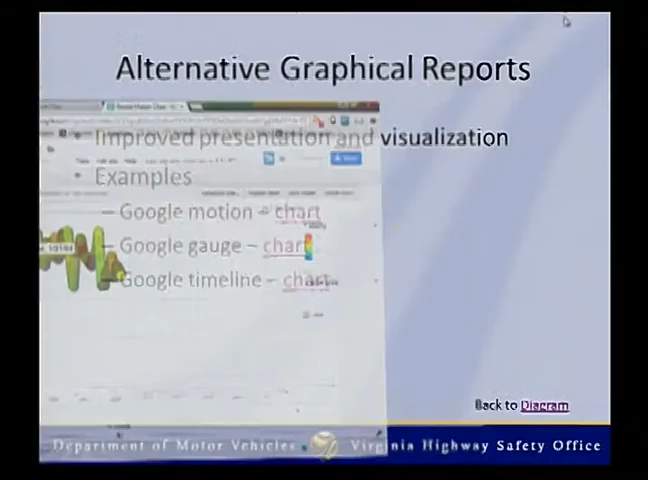 Alternative Graphical Reports
• Improved presentation and visualization
• Examples
– Google motion – chart
– Google gauge – chart
– Google timeline – chart
Back to Diagram
Department of Motor Vehicles
Virginia Highway Safety Office